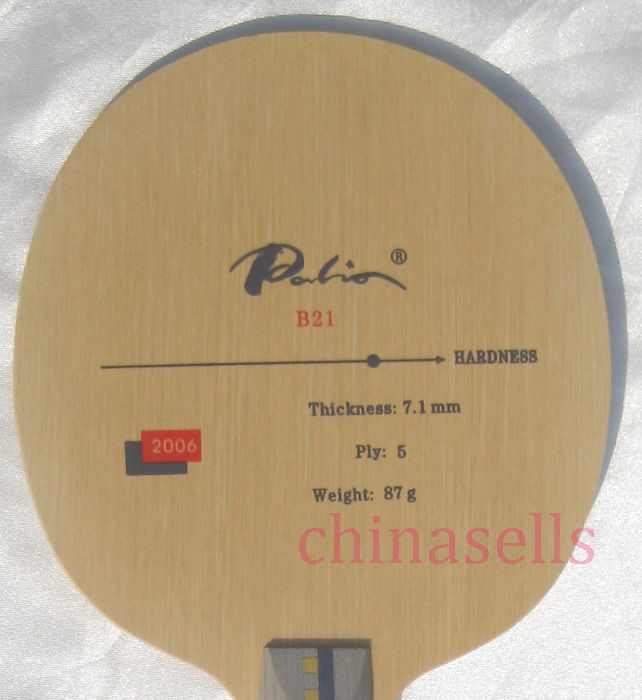 Palio®
B21
HARDNESS
Thickness: 7.1 mm
2006
Ply: 5
Weight: 87 g
chinasells